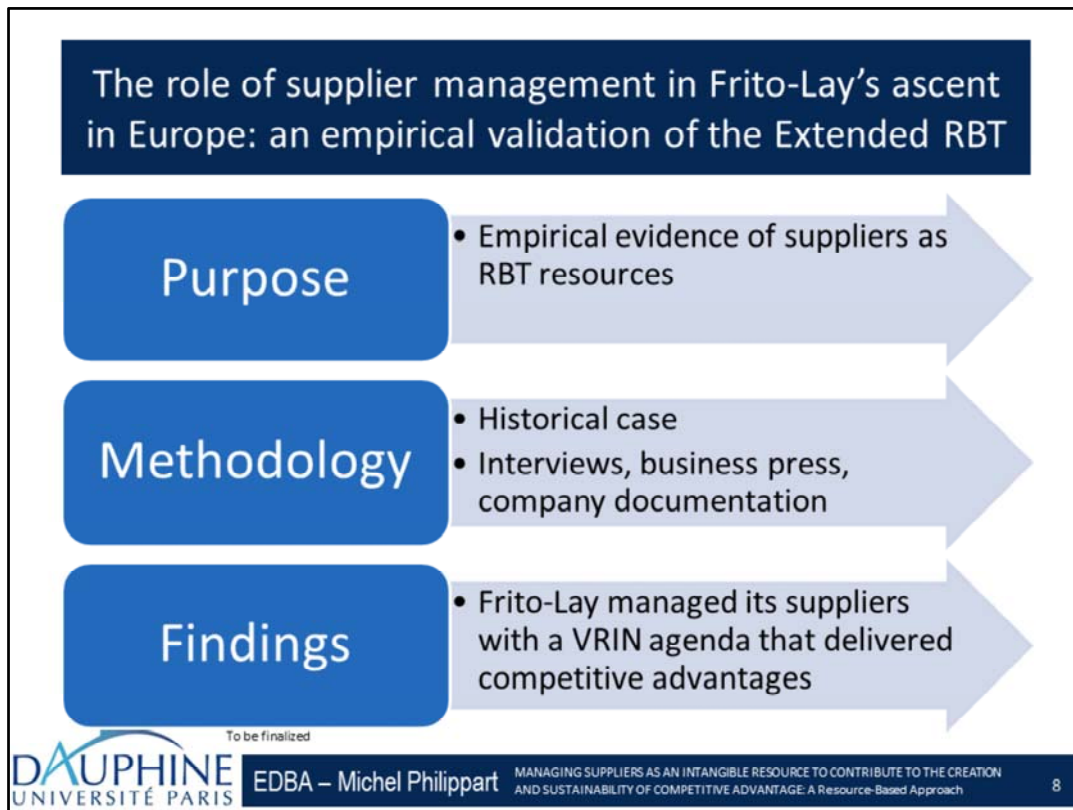 The role of supplier management in Frito-Lay’s ascent
in Europe: an empirical validation of the Extended RBT
Purpose
• Empirical evidence of suppliers as
RBT resources
Methodology
• Historical case
• Interviews, business press,
company documentation
Findings
• Frito-Lay managed its suppliers
with a VRIN agenda that delivered
competitive advantages
To be finalized
DAUPHINE
UNIVERSITÉ PARIS
EDBA – Michel Philippart
MANAGING SUPPLIERS AS AN INTANGIBLE RESOURCE TO CONTRIBUTE TO THE CREATION
AND SUSTAINABILITY OF COMPETITIVE ADVANTAGE: A Resource-Based Approach
8